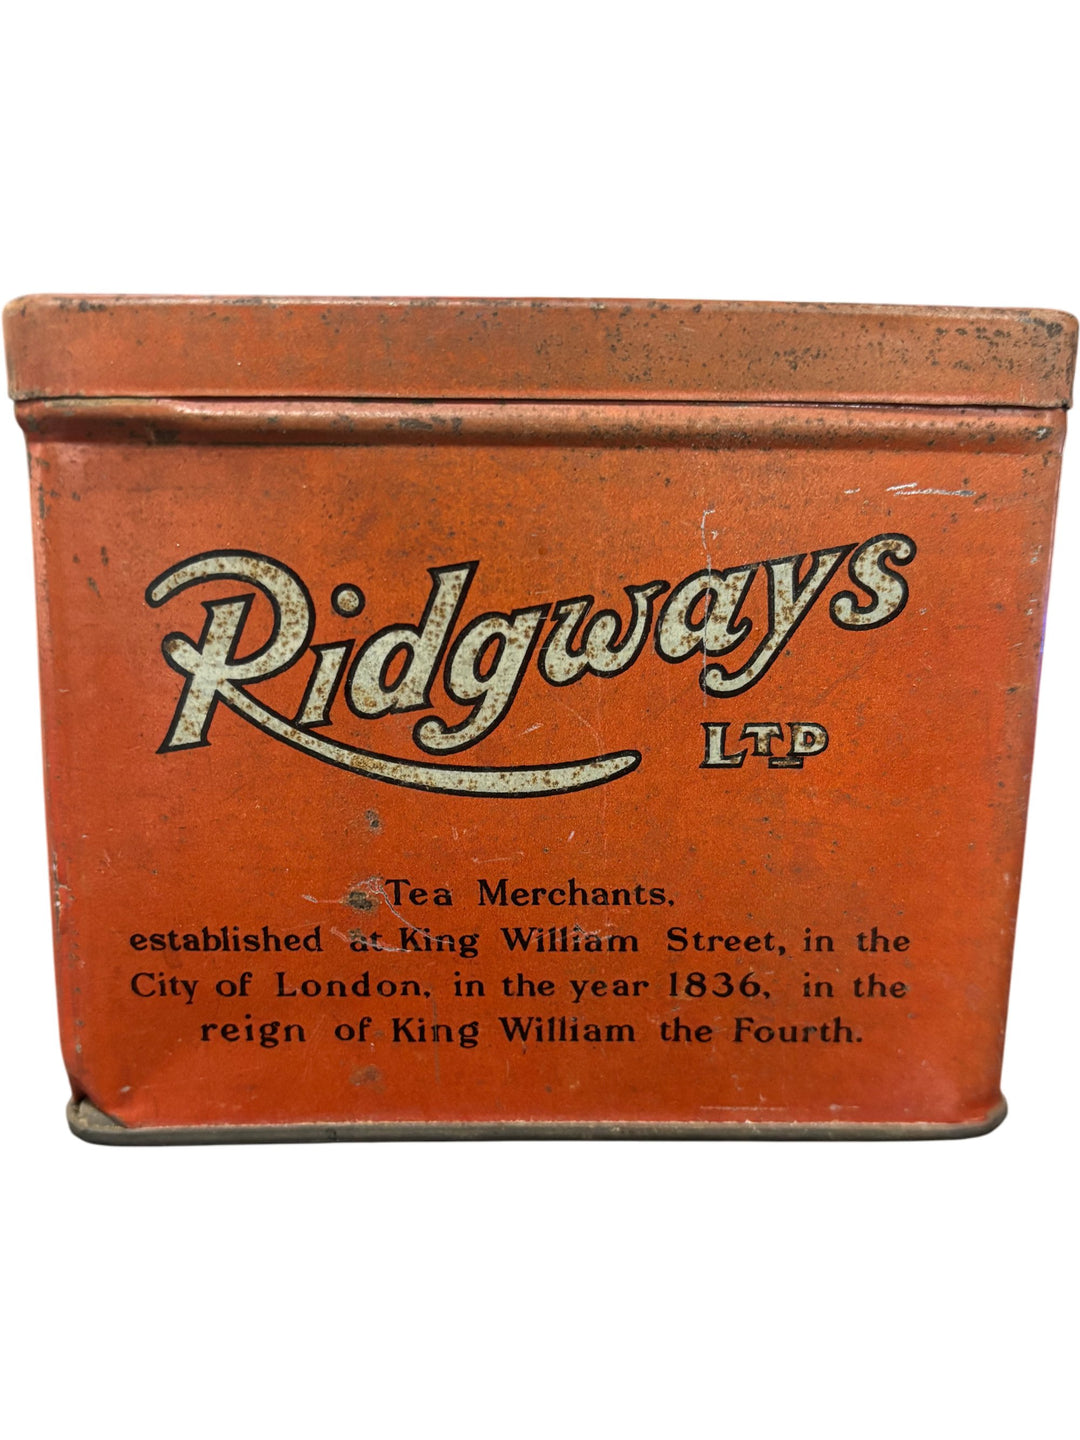 Ridgways
LTD
Tea Merchants,
established at King William Street, in the
City of London, in the year 1836, in the
reign of King William the Fourth.